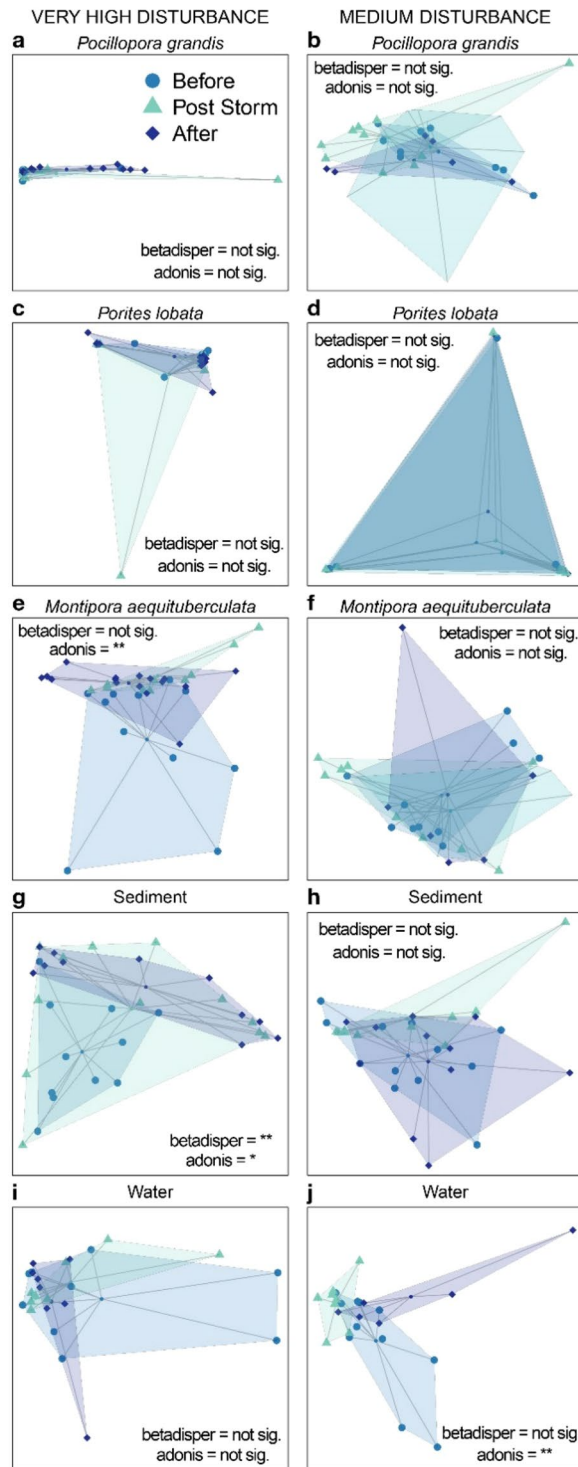 VERY HIGH DISTURBANCE
MEDIUM DISTURBANCE
a
Pocillopora grandis
Before
Post Storm
After
betadisper = not sig.
adonis = not sig.
b
Pocillopora grandis
betadisper = not sig.
adonis = not sig.
c
Porites lobata
betadisper = not sig.
adonis = not sig.
d
Porites lobata
betadisper = not sig.
adonis = not sig.
e
Montipora aequituberculata
betadisper = not sig.
adonis = **
f
Montipora aequituberculata
betadisper = not sig.
adonis = not sig.
g
Sediment
betadisper = **
adonis = *
h
Sediment
betadisper = not sig.
adonis = not sig.
i
Water
betadisper = not sig.
adonis = not sig.
j
Water
betadisper = not sig.
adonis = **